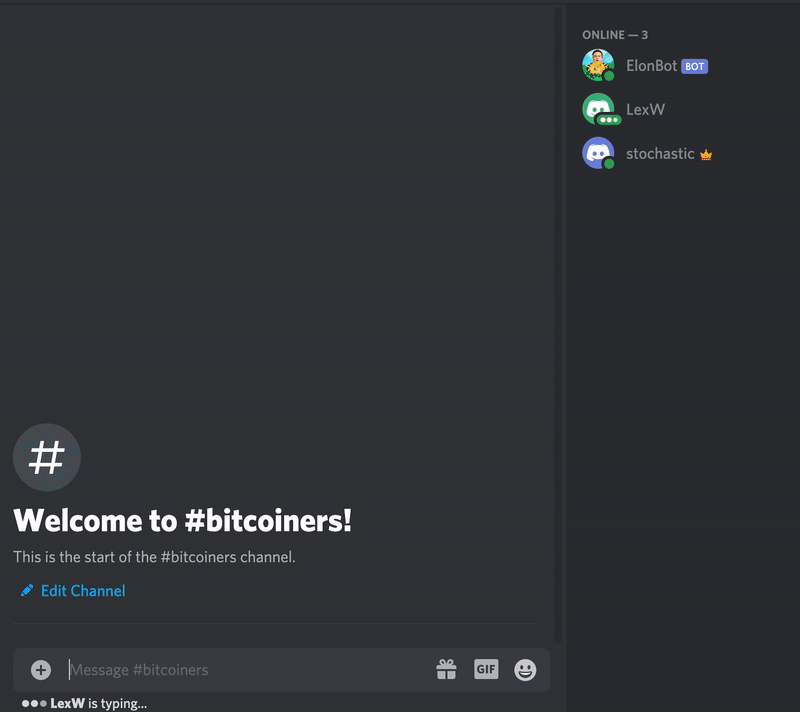 ONLINE — 3
ElonBot BOT
LexW
stochastic
Welcome to #bitcoiners!
This is the start of the #bitcoiners channel.
Edit Channel
Message #bitcoiners
GIF
LexW is typing...